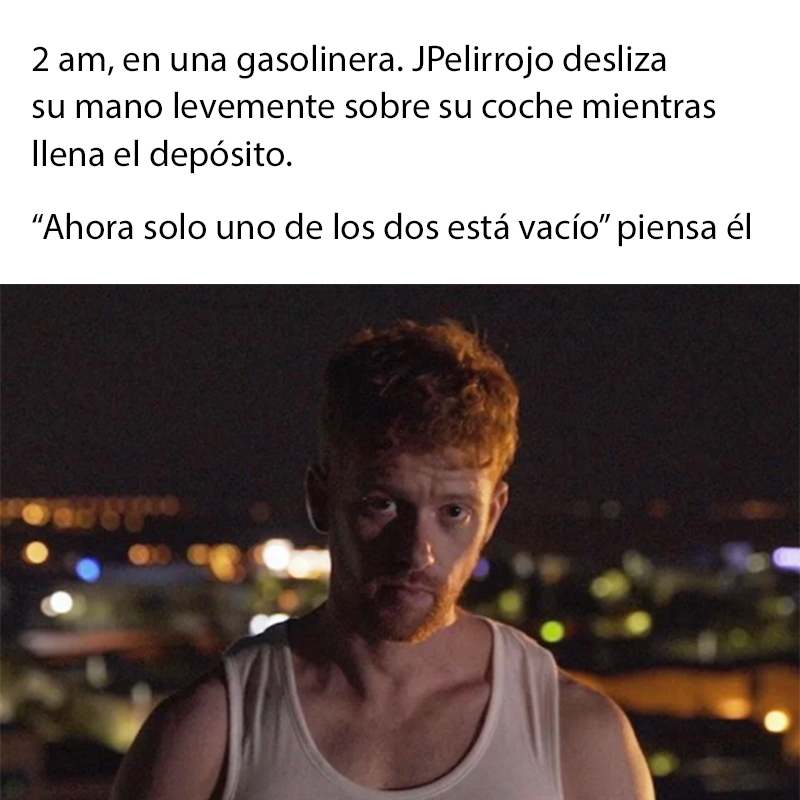 2 am, en una gasolinera. JPelirrojo desliza
su mano levemente sobre su coche mientras
llena el depósito.
“Ahora solo uno de los dos está vacío” piensa él